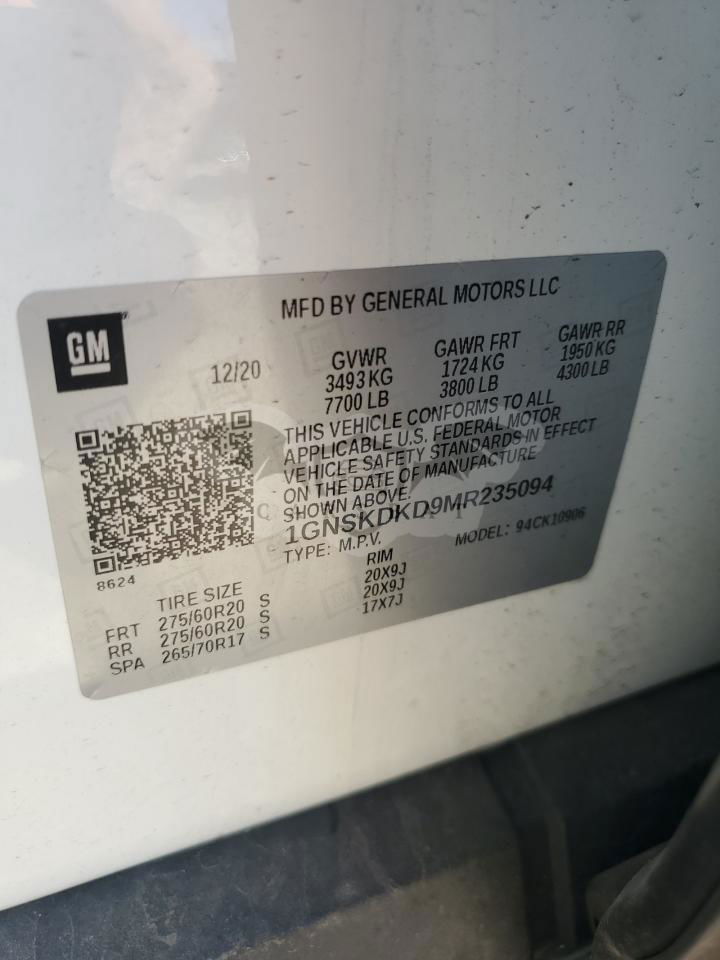 MFD BY GENERAL MOTORS LLC
GM
12/20
GVWR
3493 KG
7700 LB
GAWR FRT
1724 KG
3800 LB
GAWR RR
1950 KG
4300 LB
THIS VEHICLE CONFORMS TO ALL
APPLICABLE U.S. FEDERAL MOTOR
VEHICLE SAFETY STANDARDS IN EFFECT
ON THE DATE OF MANUFACTURE
SHOWN ABOVE.
C
1GNSKDKD9MR235094
TYPE: M.P.V.
MODEL: 94CK10906
8624
TIRE SIZE RIM
FRT 275/60R20 S 20X9J
RR 275/60R20 S 20X9J
SPA 265/70R17 S 17X7J